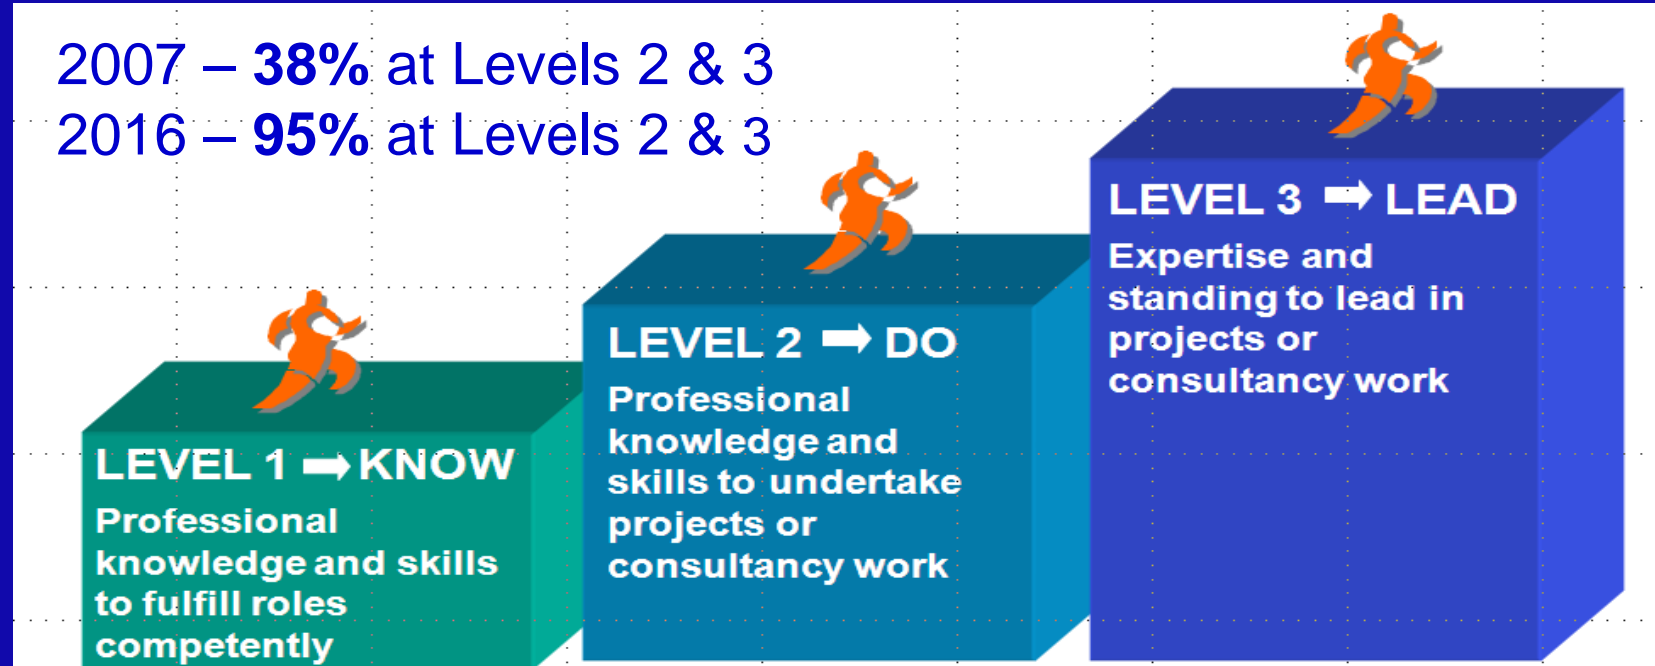 2007 – 38% at Levels 2 & 3
2016 – 95% at Levels 2 & 3
LEVEL 1 ➡ KNOW
Professional
knowledge and skills
to fulfill roles
competently
LEVEL 2 ➡ DO
Professional
knowledge and
skills to undertake
projects or
consultancy work
LEVEL 3 ➡ LEAD
Expertise and
standing to lead in
projects or
consultancy work